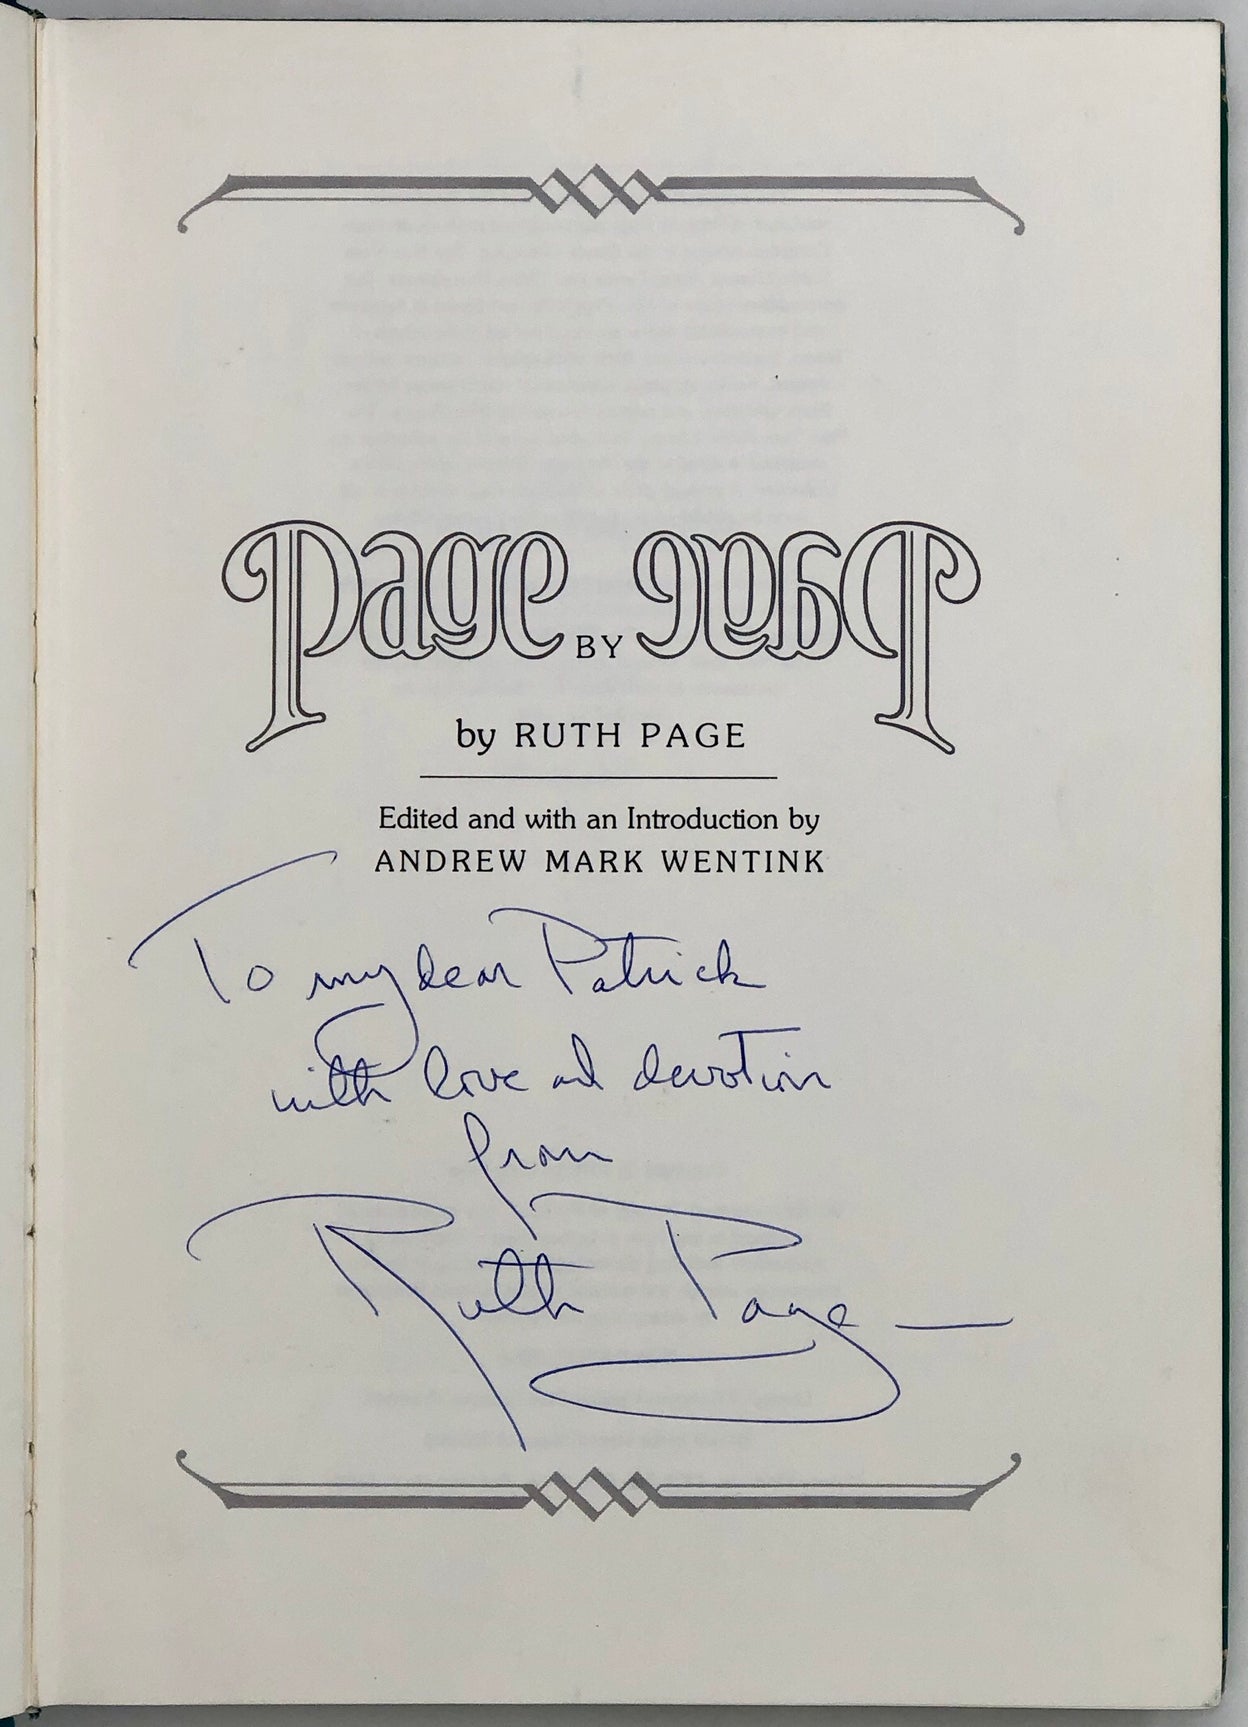 Page BY Page
by RUTH PAGE
Edited and with an Introduction by
ANDREW MARK WENTINK
To my dear Patrick
with love and devotion
from
Ruth Page —